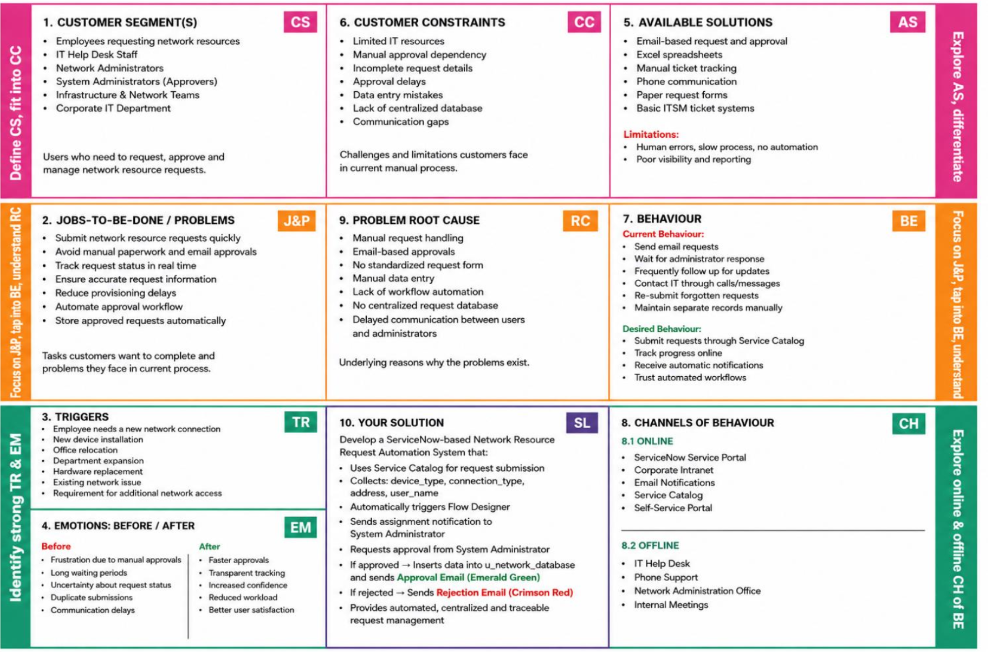 Define CS, fit into CC
1. CUSTOMER SEGMENT(S)
CS
• Employees requesting network resources
• IT Help Desk Staff
• Network Administrators
• System Administrators (Approvers)
• Infrastructure & Network Teams
• Corporate IT Department
Users who need to request, approve and
manage network resource requests.
6. CUSTOMER CONSTRAINTS
CC
• Limited IT resources
• Manual approval dependency
• Incomplete request details
• Approval delays
• Data entry mistakes
• Lack of centralized database
• Communication gaps
Challenges and limitations customers face
in current manual process.
5. AVAILABLE SOLUTIONS
AS
• Email-based request and approval
• Excel spreadsheets
• Manual ticket tracking
• Phone communication
• Paper request forms
• Basic ITSM ticket systems
Limitations:
• Human errors, slow process, no automation
• Poor visibility and reporting
Explore AS, differentiate
Focus on J&P, tap into BE, understand RC
2. JOBS-TO-BE-DONE / PROBLEMS
J&P
• Submit network resource requests quickly
• Avoid manual paperwork and email approvals
• Track request status in real time
• Ensure accurate request information
• Reduce provisioning delays
• Automate approval workflow
• Store approved requests automatically
Tasks customers want to complete and
problems they face in current process.
9. PROBLEM ROOT CAUSE
RC
• Manual request handling
• Email-based approvals
• No standardized request form
• Manual data entry
• Lack of workflow automation
• No centralized request database
• Delayed communication between users
and administrators
Underlying reasons why the problems exist.
7. BEHAVIOUR
BE
Current Behaviour:
• Send email requests
• Wait for administrator response
• Frequently follow up for updates
• Contact IT through calls/messages
• Re-submit forgotten requests
• Maintain separate records manually
Desired Behaviour:
• Submit requests through Service Catalog
• Track progress online
• Receive automatic notifications
• Trust automated workflows
Focus on J&P, tap into BE, understand
Identify strong TR & EM
3. TRIGGERS
TR
• Employee needs a new network connection
• New device installation
• Office relocation
• Department expansion
• Hardware replacement
• Existing network issue
• Requirement for additional network access
4. EMOTIONS: BEFORE / AFTER
EM
Before
• Frustration due to manual approvals
• Long waiting periods
• Uncertainty about request status
• Duplicate submissions
• Communication delays
After
• Faster approvals
• Transparent tracking
• Increased confidence
• Reduced workload
• Better user satisfaction
10. YOUR SOLUTION
SL
Develop a ServiceNow-based Network Resource
Request Automation System that:
• Uses Service Catalog for request submission
• Collects: device_type, connection_type,
address, user_name
• Automatically triggers Flow Designer
• Sends assignment notification to
System Administrator
• Requests approval from System Administrator
• If approved → Inserts data into u_network_database
and sends Approval Email (Emerald Green)
• If rejected → Sends Rejection Email (Crimson Red)
• Provides automated, centralized and traceable
request management
8. CHANNELS OF BEHAVIOUR
CH
8.1 ONLINE
• ServiceNow Service Portal
• Corporate Intranet
• Email Notifications
• Service Catalog
• Self-Service Portal
8.2 OFFLINE
• IT Help Desk
• Phone Support
• Network Administration Office
• Internal Meetings
Explore online & offline CH of BE